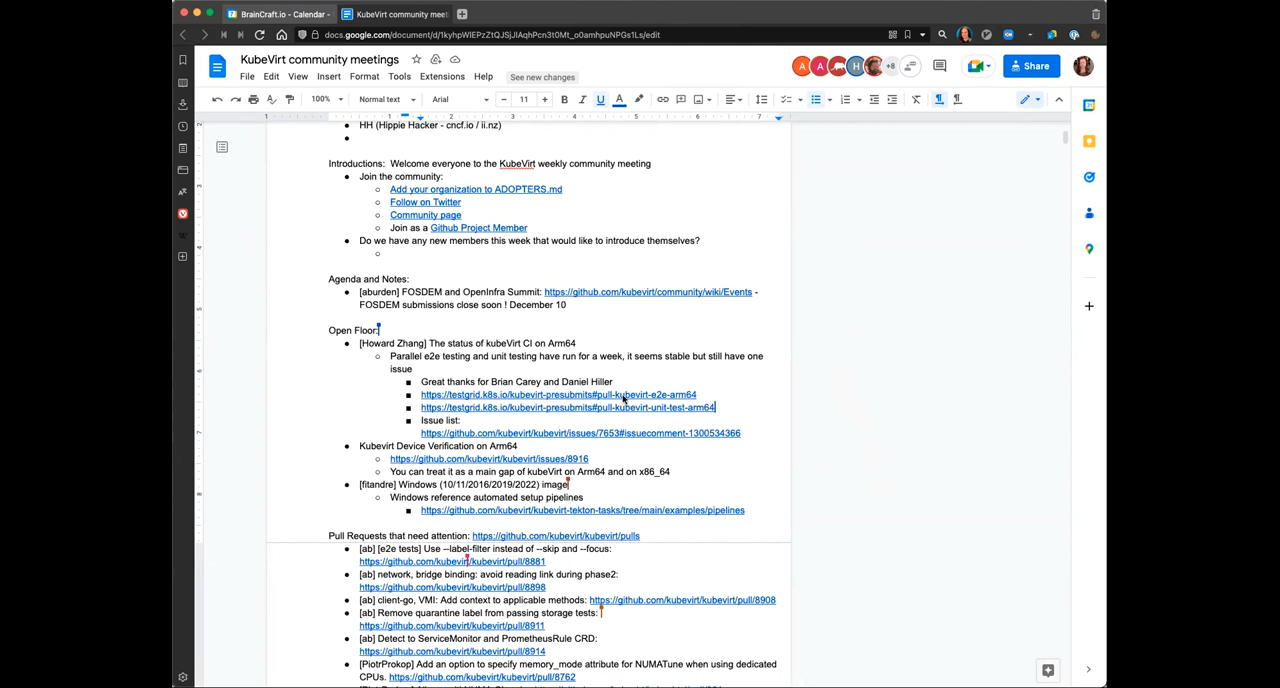 BrainCraft.io - Calendar -
KubeVirt community meet
docs.google.com/document/d/1kyhpWlEPzZtQJSjJIAqhPcn3t0Mt_o0amhpuNPGs1Ls/edit
KubeVirt community meetings
File Edit View Insert Format Tools Extensions Help See new changes
A A H +8 Share
100% Normal text Arial 11 B I U A
1 1 2 3 4 5 6 7
HH (Hippie Hacker - cncf.io / ii.nz)
Introductions: Welcome everyone to the KubeVirt weekly community meeting
Join the community:
Add your organization to ADOPTERS.md
Follow on Twitter
Community page
Join as a Github Project Member
Do we have any new members this week that would like to introduce themselves?
Agenda and Notes:
[aburden] FOSDEM and OpenInfra Summit: https://github.com/kubevirt/community/wiki/Events -
FOSDEM submissions close soon ! December 10
Open Floor:
[Howard Zhang] The status of kubeVirt CI on Arm64
Parallel e2e testing and unit testing have run for a week, it seems stable but still have one
issue
Great thanks for Brian Carey and Daniel Hiller
https://testgrid.k8s.io/kubevirt-presubmits#pull-kubevirt-e2e-arm64
https://testgrid.k8s.io/kubevirt-presubmits#pull-kubevirt-unit-test-arm64
Issue list:
https://github.com/kubevirt/kubevirt/issues/7653#issuecomment-1300534366
Kubevirt Device Verification on Arm64
https://github.com/kubevirt/kubevirt/issues/8916
You can treat it as a main gap of kubeVirt on Arm64 and on x86_64
[fitandre] Windows (10/11/2016/2019/2022) image
Windows reference automated setup pipelines
https://github.com/kubevirt/kubevirt-tekton-tasks/tree/main/examples/pipelines
Pull Requests that need attention: https://github.com/kubevirt/kubevirt/pulls
[ab] [e2e tests] Use --label-filter instead of --skip and --focus:
https://github.com/kubevirt/kubevirt/pull/8881
[ab] network, bridge binding: avoid reading link during phase2:
https://github.com/kubevirt/kubevirt/pull/8898
[ab] client-go, VMI: Add context to applicable methods: https://github.com/kubevirt/kubevirt/pull/8908
[ab] Remove quarantine label from passing storage tests:
https://github.com/kubevirt/kubevirt/pull/8911
[ab] Detect to ServiceMonitor and PrometheusRule CRD:
https://github.com/kubevirt/kubevirt/pull/8914
[PiotrProkop] Add an option to specify memory_mode attribute for NUMATune when using dedicated
CPUs. https://github.com/kubevirt/kubevirt/pull/8762